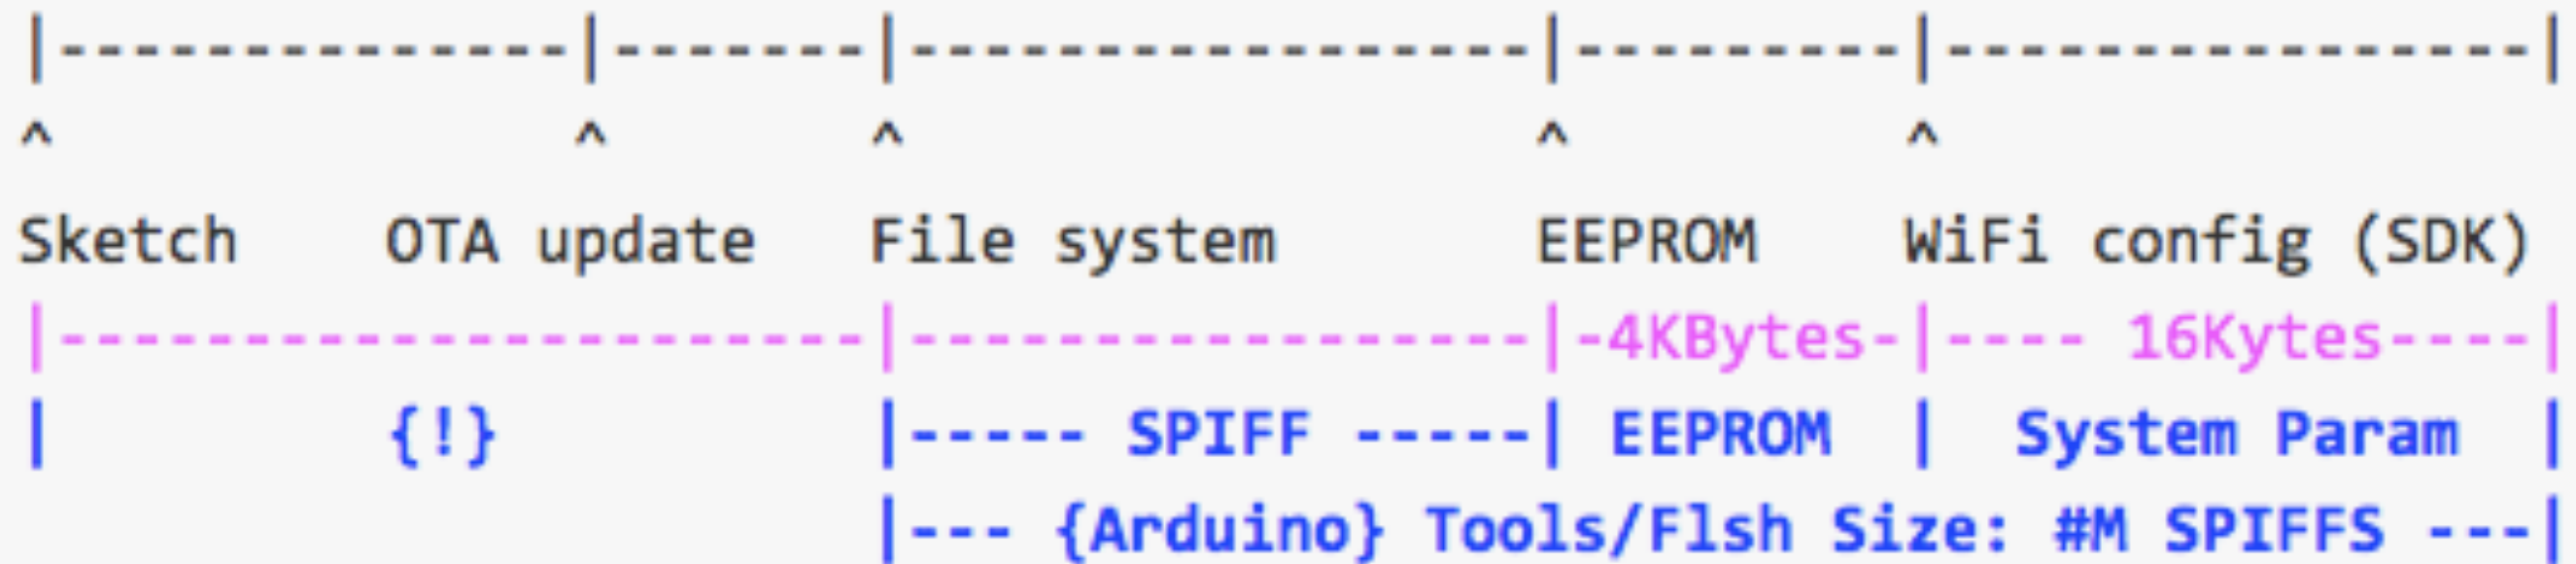 |--------------|-------|-----------------|---------|----------------|
^              ^       ^                 ^         ^
Sketch    OTA update   File system       EEPROM    WiFi config (SDK)
|----------------------|-----------------|-4KBytes-|---- 16Kytes----|
|         {!}          |----- SPIFF -----| EEPROM  |  System Param  |
|--- {Arduino} Tools/Flsh Size: #M SPIFFS ---|